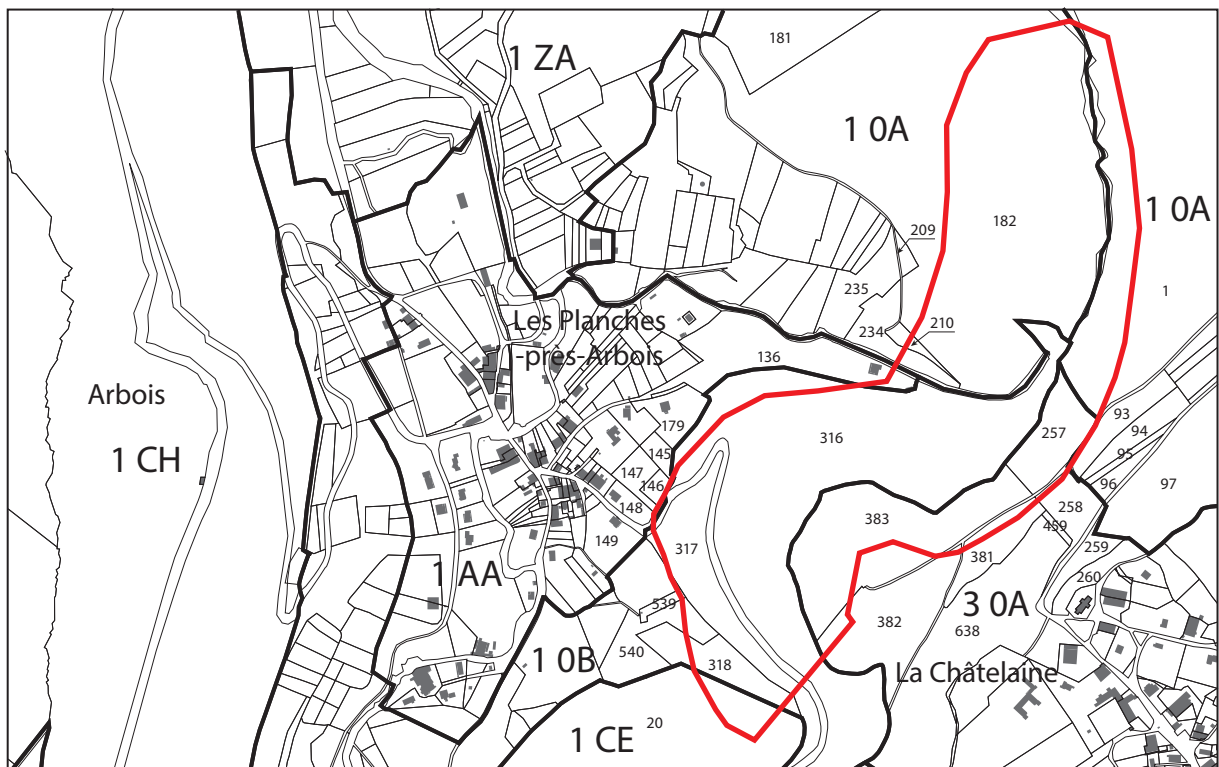 181
1 ZA
1 0A
182
1 0A
209
1
235
234
210
Les Planches
-près-Arbois
136
Arbois
93
179
94
257
316
145
95
1 CH
147
146
96
97
148
258
383
459
149
317
381
259
1 AA
260
539
3 0A
382
638
540
1 0B
318
La Châtelaine
20
1 CE